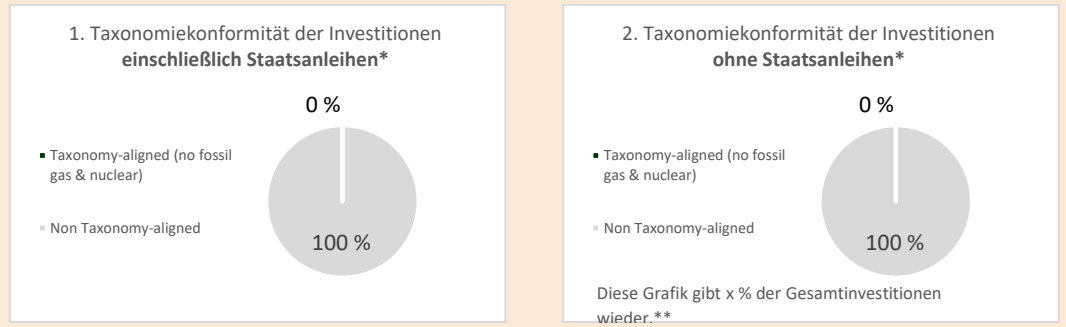 1. Taxonomiekonformität der Investitionen
einschließlich Staatsanleihen*
0 %
▪ Taxonomy-aligned (no fossil
gas & nuclear)
▪ Non Taxonomy-aligned
100 %
2. Taxonomiekonformität der Investitionen
ohne Staatsanleihen*
0 %
▪ Taxonomy-aligned (no fossil
gas & nuclear)
▪ Non Taxonomy-aligned
100 %
Diese Grafik gibt x % der Gesamtinvestitionen
wieder.**